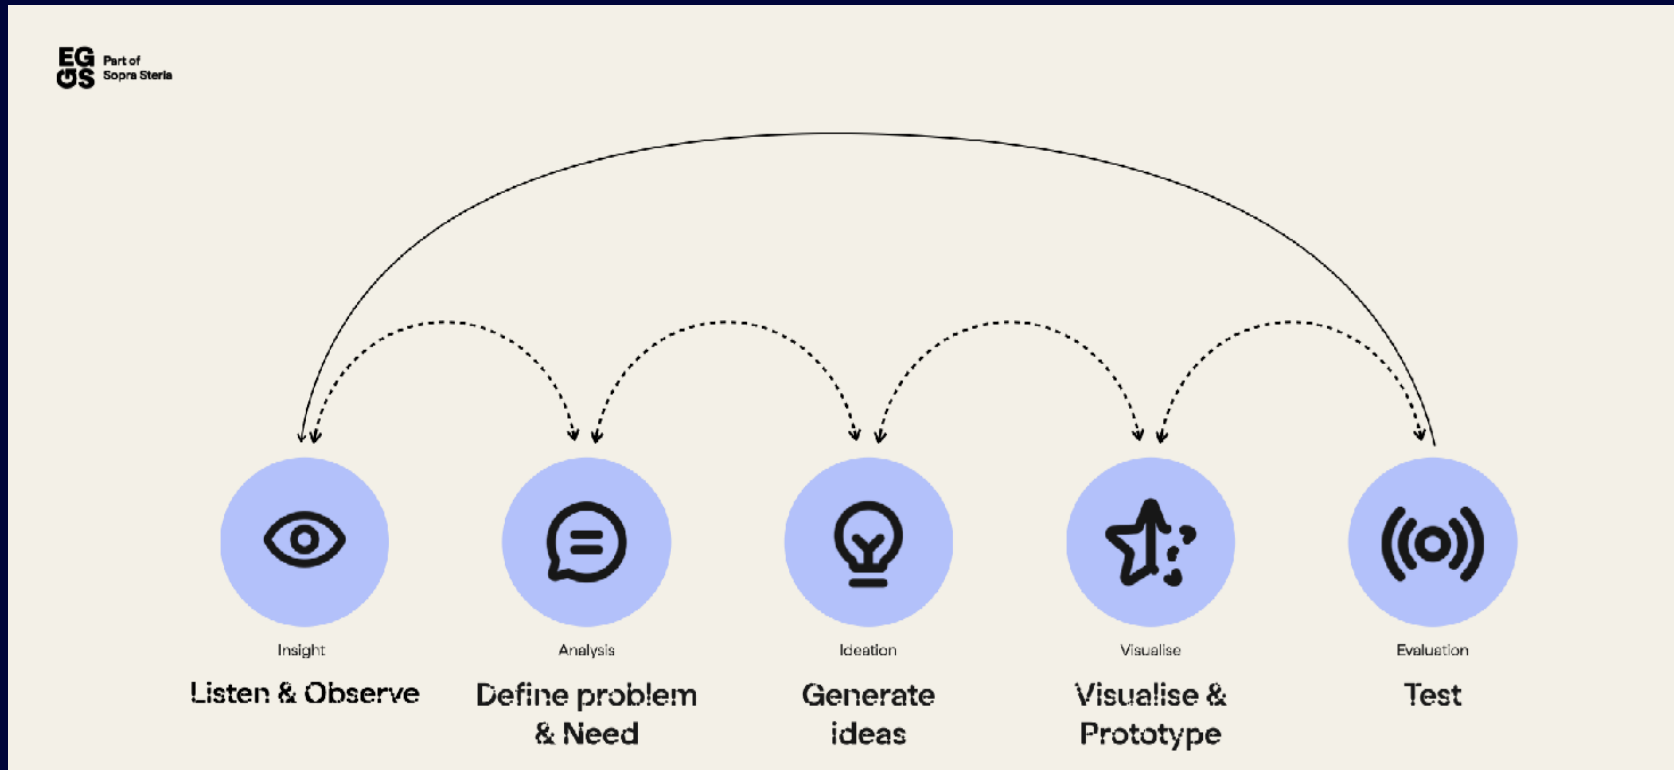 EG
GS
Part of
Sopra Steria
Insight
Listen & Observe
Analysis
Define problem
& Need
Ideation
Generate
ideas
Visualise
Visualise &
Prototype
Evaluation
Test